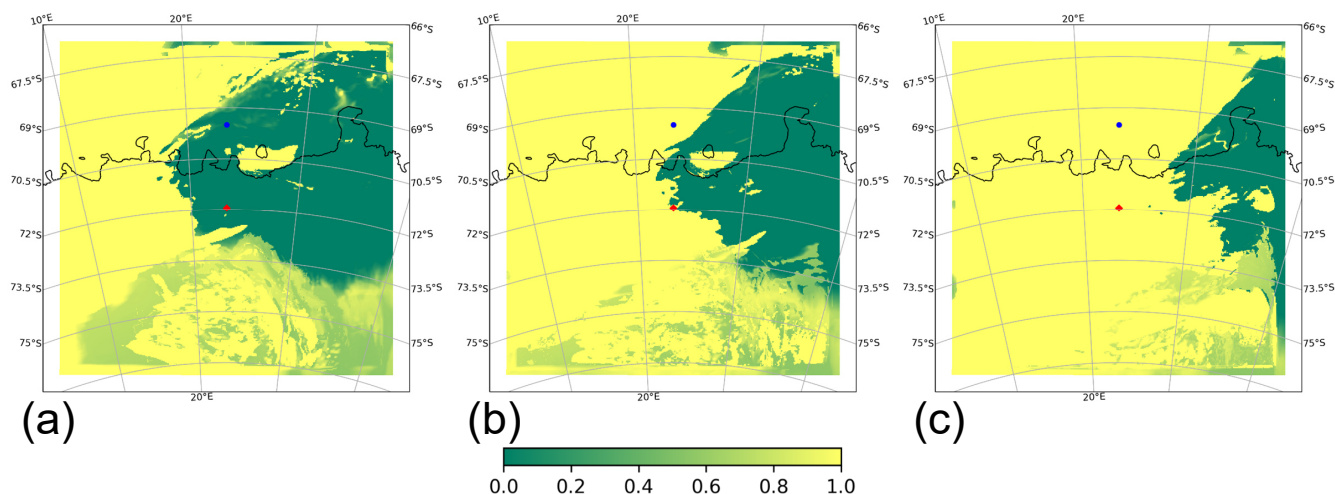 10°E 20°E 66°S 10°E 20°E 66°S 10°E 20°E 66°S
67.5°S 67.5°S 67.5°S 67.5°S 67.5°S 67.5°S
69°S 69°S 69°S 69°S 69°S 69°S
70.5°S 70.5°S 70.5°S 70.5°S 70.5°S 70.5°S
72°S 72°S 72°S 72°S 72°S 72°S
73.5°S 73.5°S 73.5°S 73.5°S 73.5°S 73.5°S
75°S 75°S 75°S 75°S 75°S 75°S
20°E 20°E 20°E
(a) (b) (c)
0.0 0.2 0.4 0.6 0.8 1.0